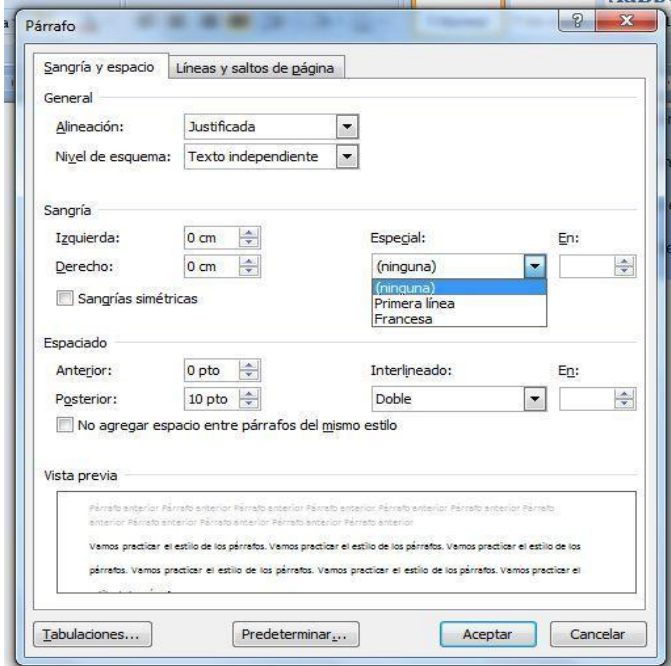 Párrafo
Sangría y espacio Líneas y saltos de página
General
Alineación: Justificada
Nivel de esquema: Texto independiente
Sangría
Izquierda: 0 cm Especial: En:
Derecho: 0 cm (ninguna)
Sangrías simétricas (ninguna)
Primera línea
Francesa
Espaciado
Anterior: 0 pto Interlineado: En:
Posterior: 10 pto Doble
No agregar espacio entre párrafos del mismo estilo
Vista previa
Párrafo anterior Párrafo anterior Párrafo anterior Párrafo anterior Párrafo anterior Párrafo anterior Párrafo
anterior Párrafo anterior Párrafo anterior Párrafo anterior Párrafo anterior
Vamos practicar el estilo de los párrafos. Vamos practicar el estilo de los párrafos. Vamos practicar el estilo de los
párrafos. Vamos practicar el estilo de los párrafos. Vamos practicar el estilo de los párrafos. Vamos practicar el
Tabulaciones... Predeterminar... Aceptar Cancelar